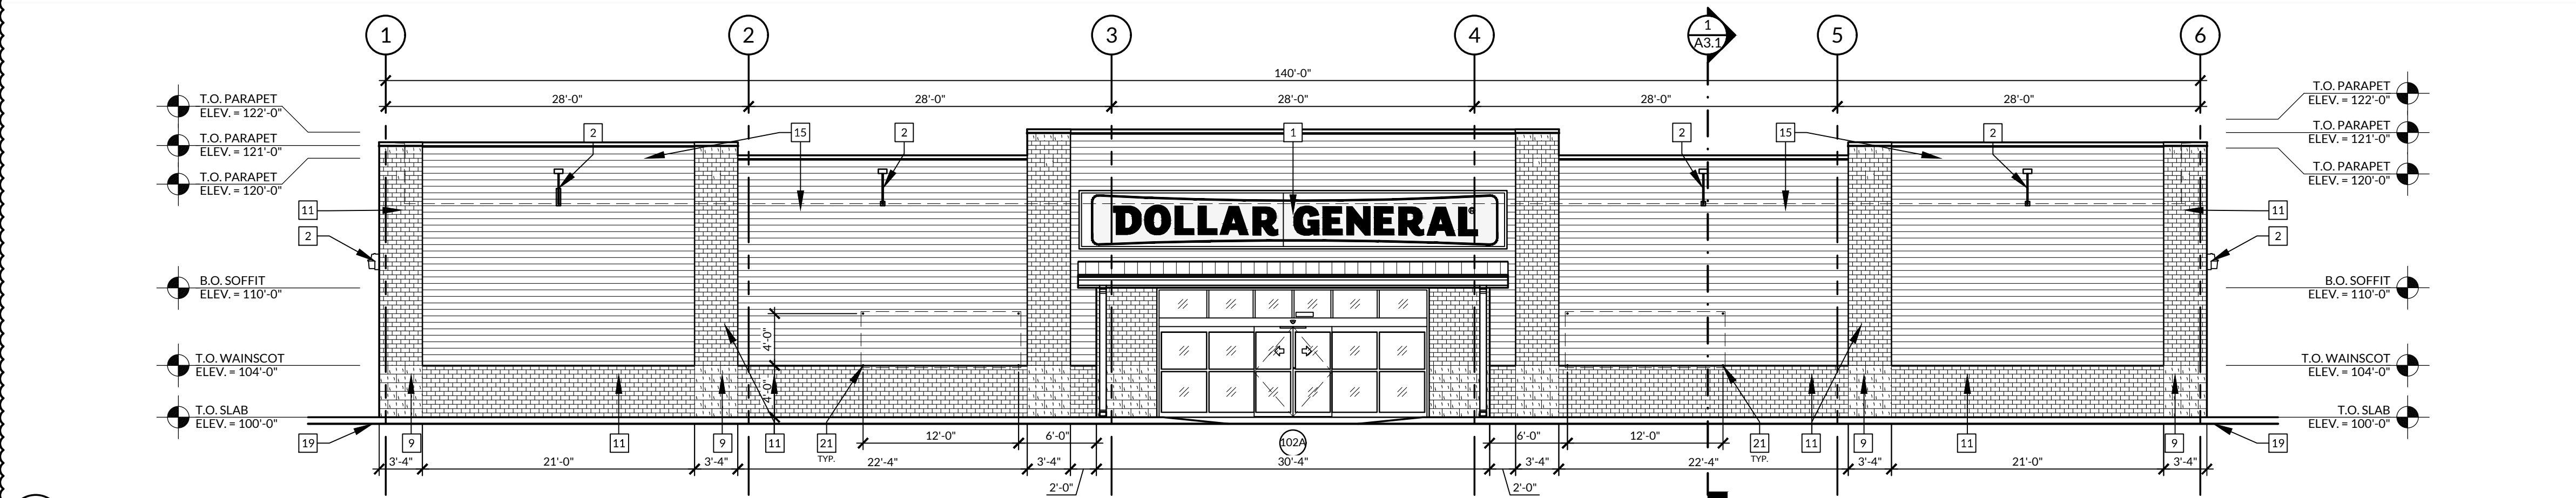 1 2 3 4 1 5 6
A3.1
140'-0"
28'-0" 28'-0" 28'-0" 28'-0" 28'-0"
T.O. PARAPET
ELEV. = 122'-0"
T.O. PARAPET
ELEV. = 121'-0"
T.O. PARAPET
ELEV. = 120'-0"
T.O. PARAPET
ELEV. = 122'-0"
T.O. PARAPET
ELEV. = 121'-0"
T.O. PARAPET
ELEV. = 120'-0"
2 15 2 1 2 15 2
11 11
2 2
DOLLAR GENERAL®
B.O. SOFFIT
ELEV. = 110'-0"
B.O. SOFFIT
ELEV. = 110'-0"
4'-0"
4'-0"
T.O. WAINSCOT
ELEV. = 104'-0"
T.O. WAINSCOT
ELEV. = 104'-0"
T.O. SLAB
ELEV. = 100'-0"
T.O. SLAB
ELEV. = 100'-0"
12'-0" 6'-0" 6'-0" 12'-0"
19 9 11 9 11 21 102A 21 11 9 11 9 19
TYP. TYP.
3'-4" 21'-0" 3'-4" 22'-4" 3'-4" 30'-4" 3'-4" 22'-4" 3'-4" 21'-0" 3'-4"
2'-0" 2'-0"